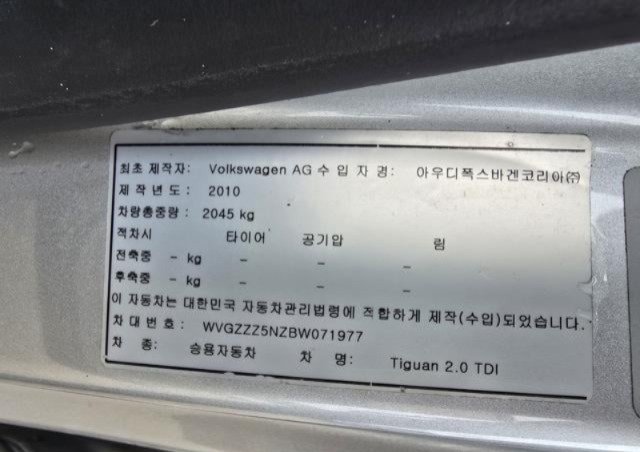 최초 제작자: Volkswagen AG 수 입 자 명: 아우디폭스바겐코리아㈜
제 작 년 도 : 2010
차량총중량 : 2045 kg
적차시 타이어 공기압 림
전축중 - kg - - -
후축중 - kg - - -
이 자동차는 대한민국 자동차관리법령에 적합하게 제작(수입)되었습니다.
차 대 번 호 : WVGZZZ5NZBW071977
차 종: 승용자동차 차 명: Tiguan 2.0 TDI